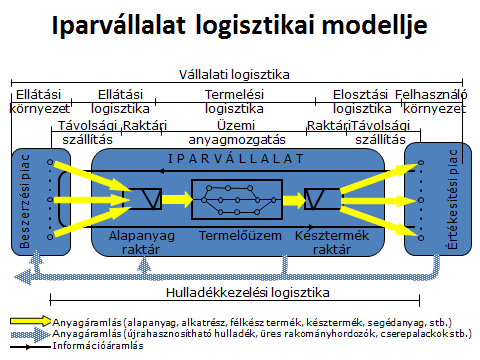 Iparvállalat logisztikai modellje
Vállalati logisztika
Ellátási környezet
Ellátási logisztika
Termelési logisztika
Elosztási logisztika
Felhasználó környezet
Távolsági szállítás
Raktári
Üzemi anyagmozgatás
Raktári
Távolsági szállítás
IPARVÁLLALAT
Beszerzési piac
Alapanyag raktár
Termelőüzem
Késztermék raktár
Értékesítési piac
Hulladékkezelési logisztika
Anyagáramlás (alapanyag, alkatrész, félkész termék, késztermék, segédanyag, stb.)
Anyagáramlás (újrahasznosítható hulladék, üres rakományhordozók, cserepalackok stb.)
Információáramlás